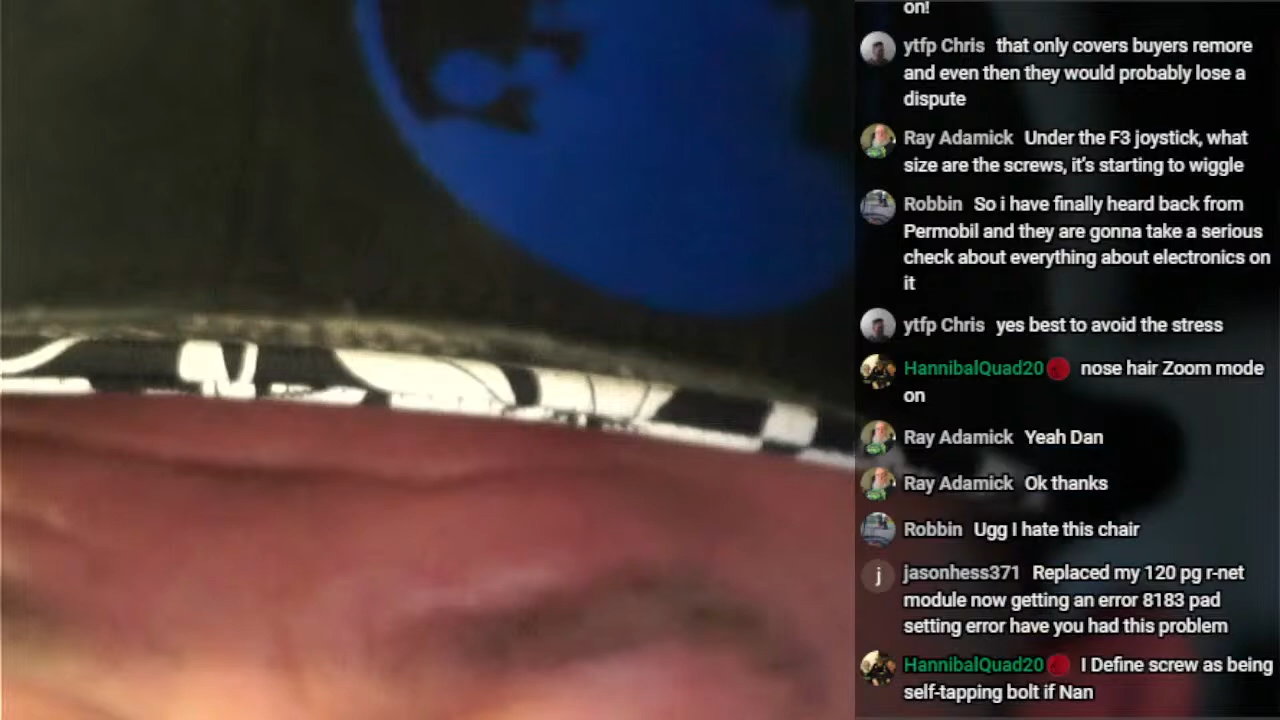 on!
ytfp Chris that only covers buyers remore
and even then they would probably lose a
dispute
Ray Adamick Under the F3 joystick, what
size are the screws, it's starting to wiggle
Robbin So i have finally heard back from
Permobil and they are gonna take a serious
check about everything about electronics on
it
ytfp Chris yes best to avoid the stress
HannibalQuad20 nose hair Zoom mode
on
Ray Adamick Yeah Dan
Ray Adamick Ok thanks
Robbin Ugg I hate this chair
j jasonhess371 Replaced my 120 pg r-net
module now getting an error 8183 pad
setting error have you had this problem
HannibalQuad20 I Define screw as being
self-tapping bolt if Nan